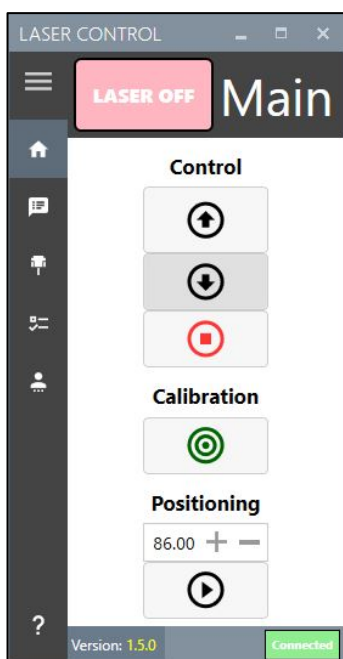 LASER CONTROL
LASER OFF
Main
Control
Calibration
Positioning
86.00
?
Version: 1.5.0
Connected